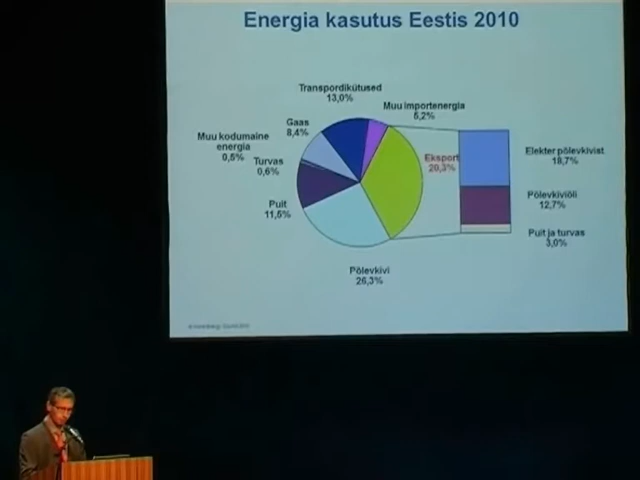 Energia kasutus Eestis 2010
Transpordikütused
13,0%
Muu importenergia
5,2%
Gaas
8,4%
Muu kodumaine
energia
0,5%
Turvas
0,6%
Puit
11,5%
Põlevkivi
26,3%
Eksport
Elekter põlevkivist
18,7%
Põlevkiviõli
12,7%
Puit ja turvas
3,0%